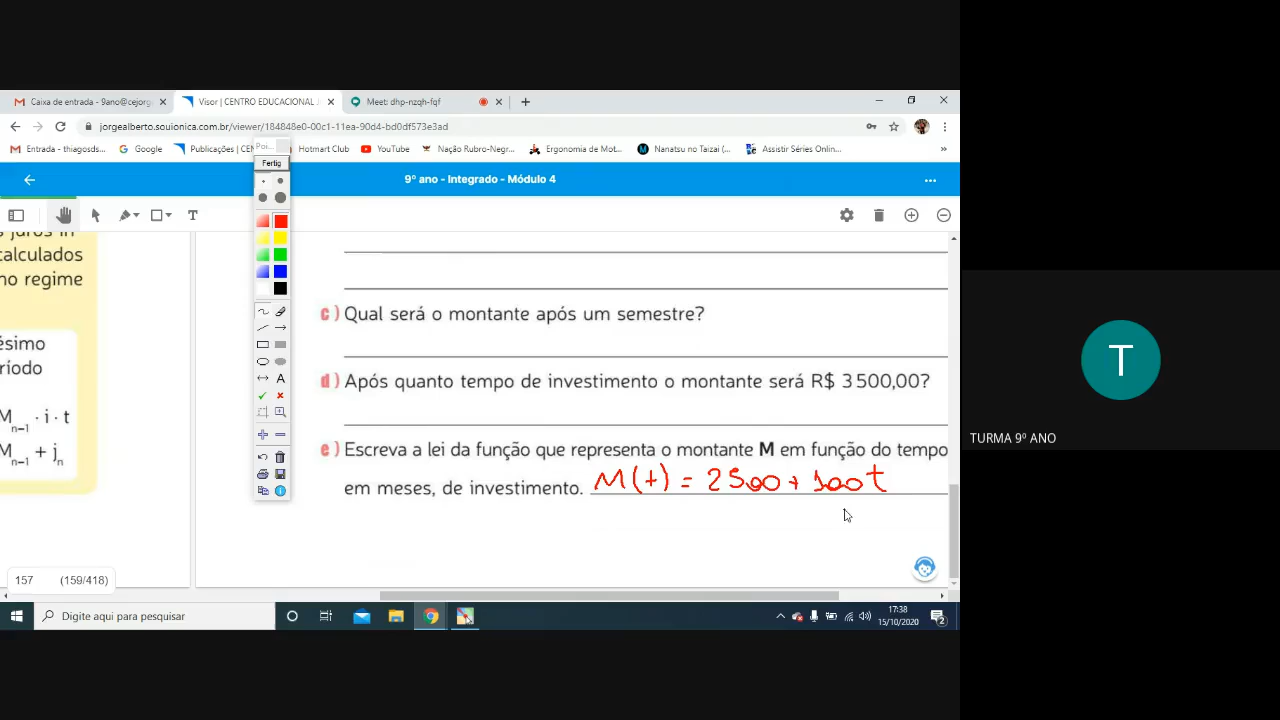 Caixa de entrada - 9ano@cejorg
Visor | CENTRO EDUCACIONAL J
Meet: dhp-nzqh-fqf
jorgealberto.souionica.com.br/viewer/184848e0-00c1-11ea-90d4-bd0df573e3ad
Entrada - thiagosds...
Google
Publicações | CEN
Hotmart Club
YouTube
Nação Rubro-Negr...
Ergonomia de Mot...
Nanatsu no Taizai (...
Assistir Séries Onlin...
»
Poi
Fertig
9º ano - Integrado - Módulo 4
T
A
os juros in
calculados
no regime
ésimo
ríodo
M n-1 · i · t
M n-1 + j n
c) Qual será o montante após um semestre?
d) Após quanto tempo de investimento o montante será R$ 3 500,00?
e) Escreva a lei da função que representa o montante M em função do tempo
em meses, de investimento. M(t) = 2500 + 100t
157 (159/418)
Digite aqui para pesquisar
17:38
15/10/2020
2
T
TURMA 9º ANO